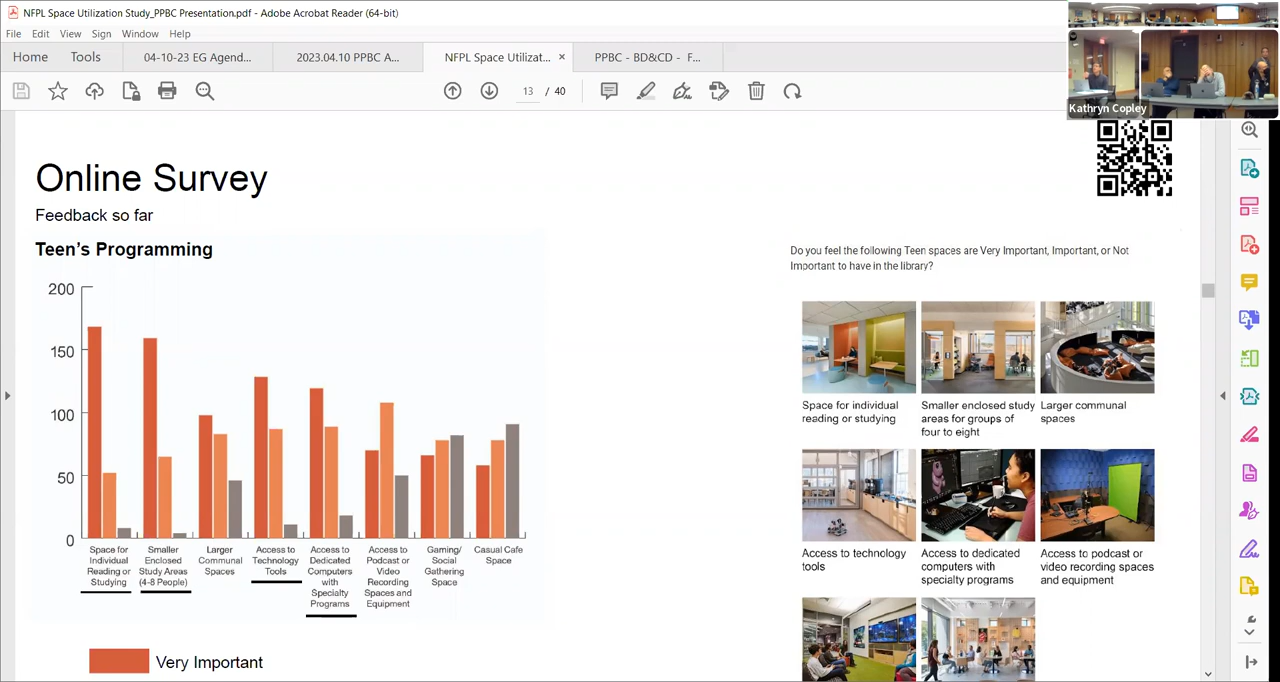 NFPL Space Utilization Study_PPBC Presentation.pdf - Adobe Acrobat Reader (64-bit)
File Edit View Sign Window Help
Home Tools 04-10-23 EG Agend... 2023.04.10 PPBC A... NFPL Space Utilizat... × PPBC - BD&CD - F...
13 / 40
Kathryn Copley
Online Survey
Feedback so far
Teen's Programming
200
150
100
50
0
Space for
Individual
Reading or
Studying
Smaller
Enclosed
Study Areas
(4-8 People)
Larger
Communal
Spaces
Access to
Technology
Tools
Access to
Dedicated
Computers
with
Specialty
Programs
Access to
Podcast or
Video
Recording
Spaces and
Equipment
Gaming/
Social
Gathering
Space
Casual Cafe
Space
Very Important
Do you feel the following Teen spaces are Very Important, Important, or Not
Important to have in the library?
Space for individual
reading or studying
Smaller enclosed study
areas for groups of
four to eight
Larger communal
spaces
Access to technology
tools
Access to dedicated
computers with
specialty programs
Access to podcast or
video recording spaces
and equipment